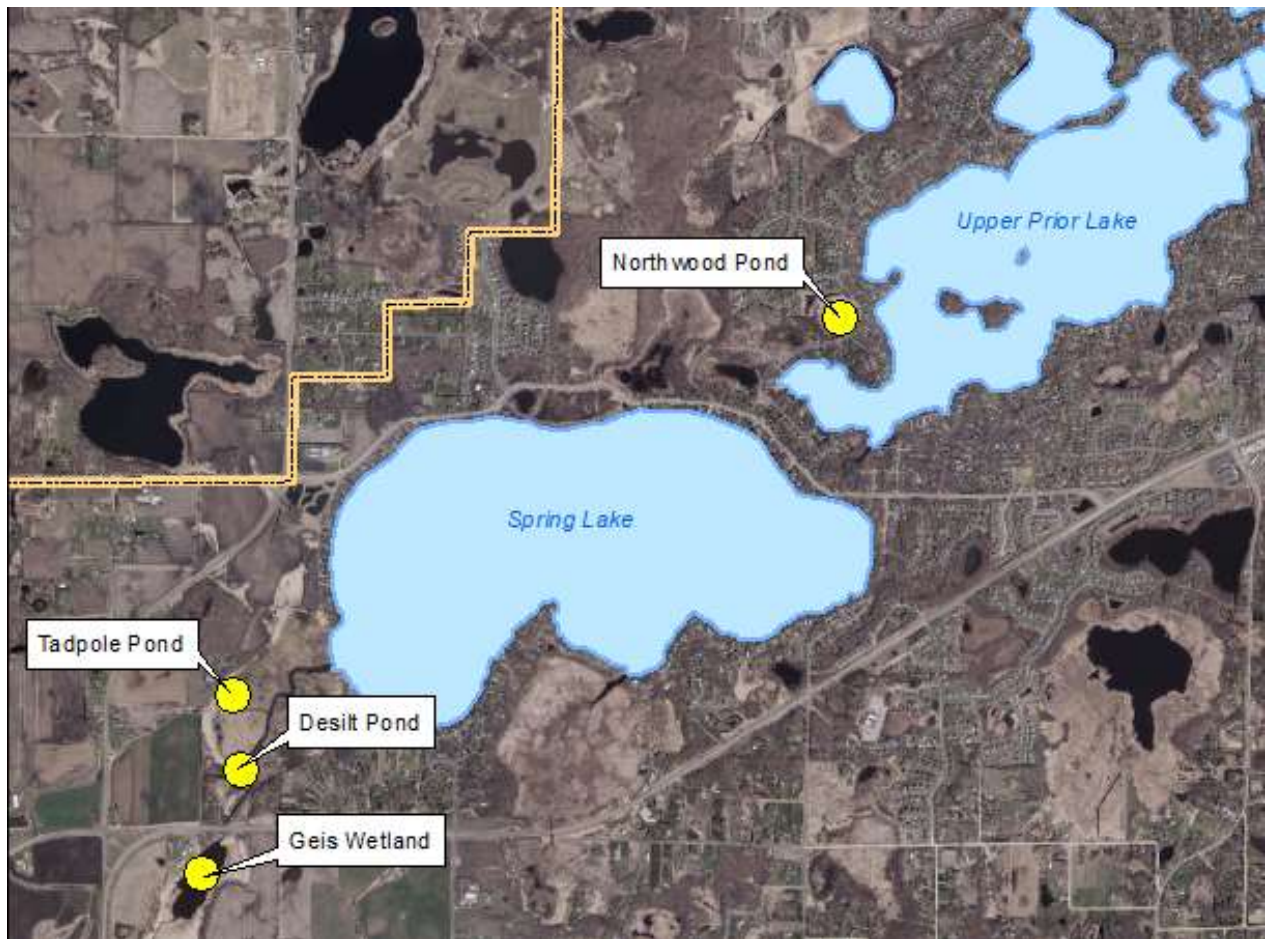 Upper Prior Lake
Northwood Pond
Spring Lake
Tadpole Pond
Desilt Pond
Geis Wetland